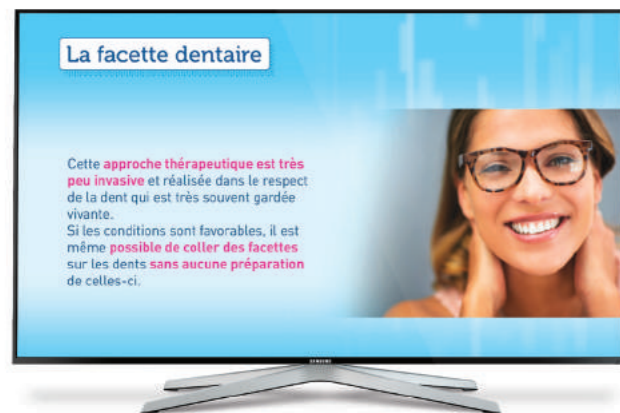 La facette dentaire
Cette approche thérapeutique est très
peu invasive et réalisée dans le respect
de la dent qui est très souvent gardée
vivante.
Si les conditions sont favorables, il est
même possible de coller des facettes
sur les dents sans aucune préparation
de celles-ci.
SAMSUNG